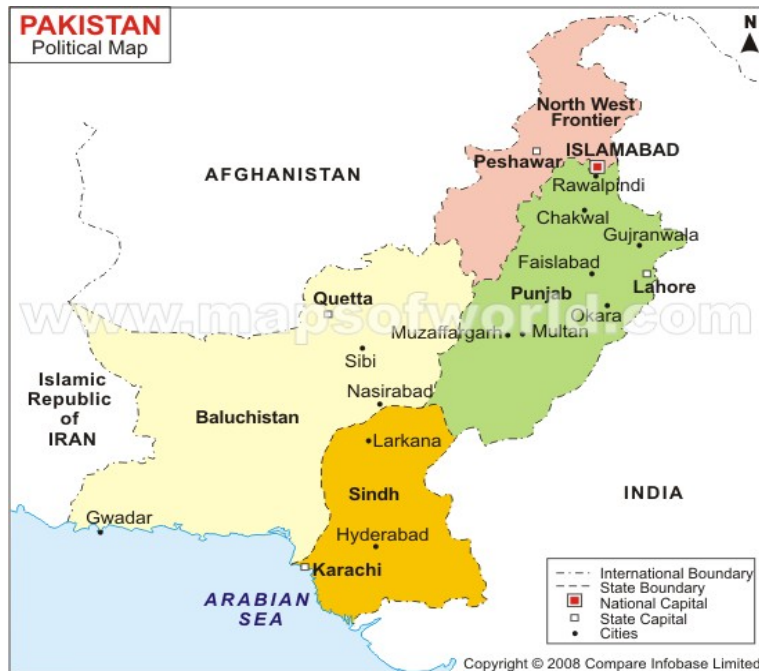 PAKISTAN
Political Map
N
North West
Frontier
ISLAMABAD
Peshawar
Rawalpindi
AFGHANISTAN
Chakwal
Gujranwala
Faislabad
Lahore
Quetta
Punjab
www.mapsofworld.com
Okara
Muzaffargarh
Multan
Sibi
Islamic
Republic
of
IRAN
Nasirabad
Baluchistan
Larkana
Sindh
INDIA
Gwadar
Hyderabad
Karachi
ARABIAN
SEA
International Boundary
State Boundary
National Capital
State Capital
Cities
Copyright © 2008 Compare Infobase Limited